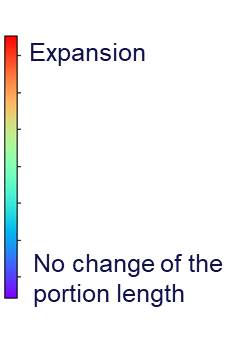 Expansion
No change of the
portion length